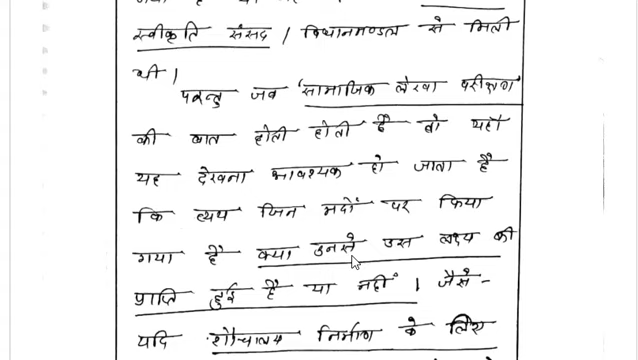 स्वीकृति संसद / विधानमण्डल से मिली
थी ।
परन्तु जब 'सामाजिक लेखा परीक्षण'
की बात होती होती है तो यहाँ
यह देखना आवश्यक हो जाता है
कि व्यय जिन मदों पर किया
गया है क्या उनसे उस लक्ष्य की
प्राप्ति हुई है या नहीं । जैसे -
यदि शौचालय निर्माण के लिए